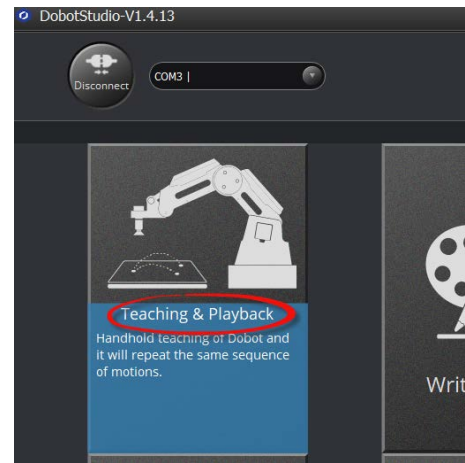 DobotStudio-V1.4.13
Disconnect
COM3 |
Teaching & Playback
Handhold teaching of Dobot and
it will repeat the same sequence
of motions.
Writ